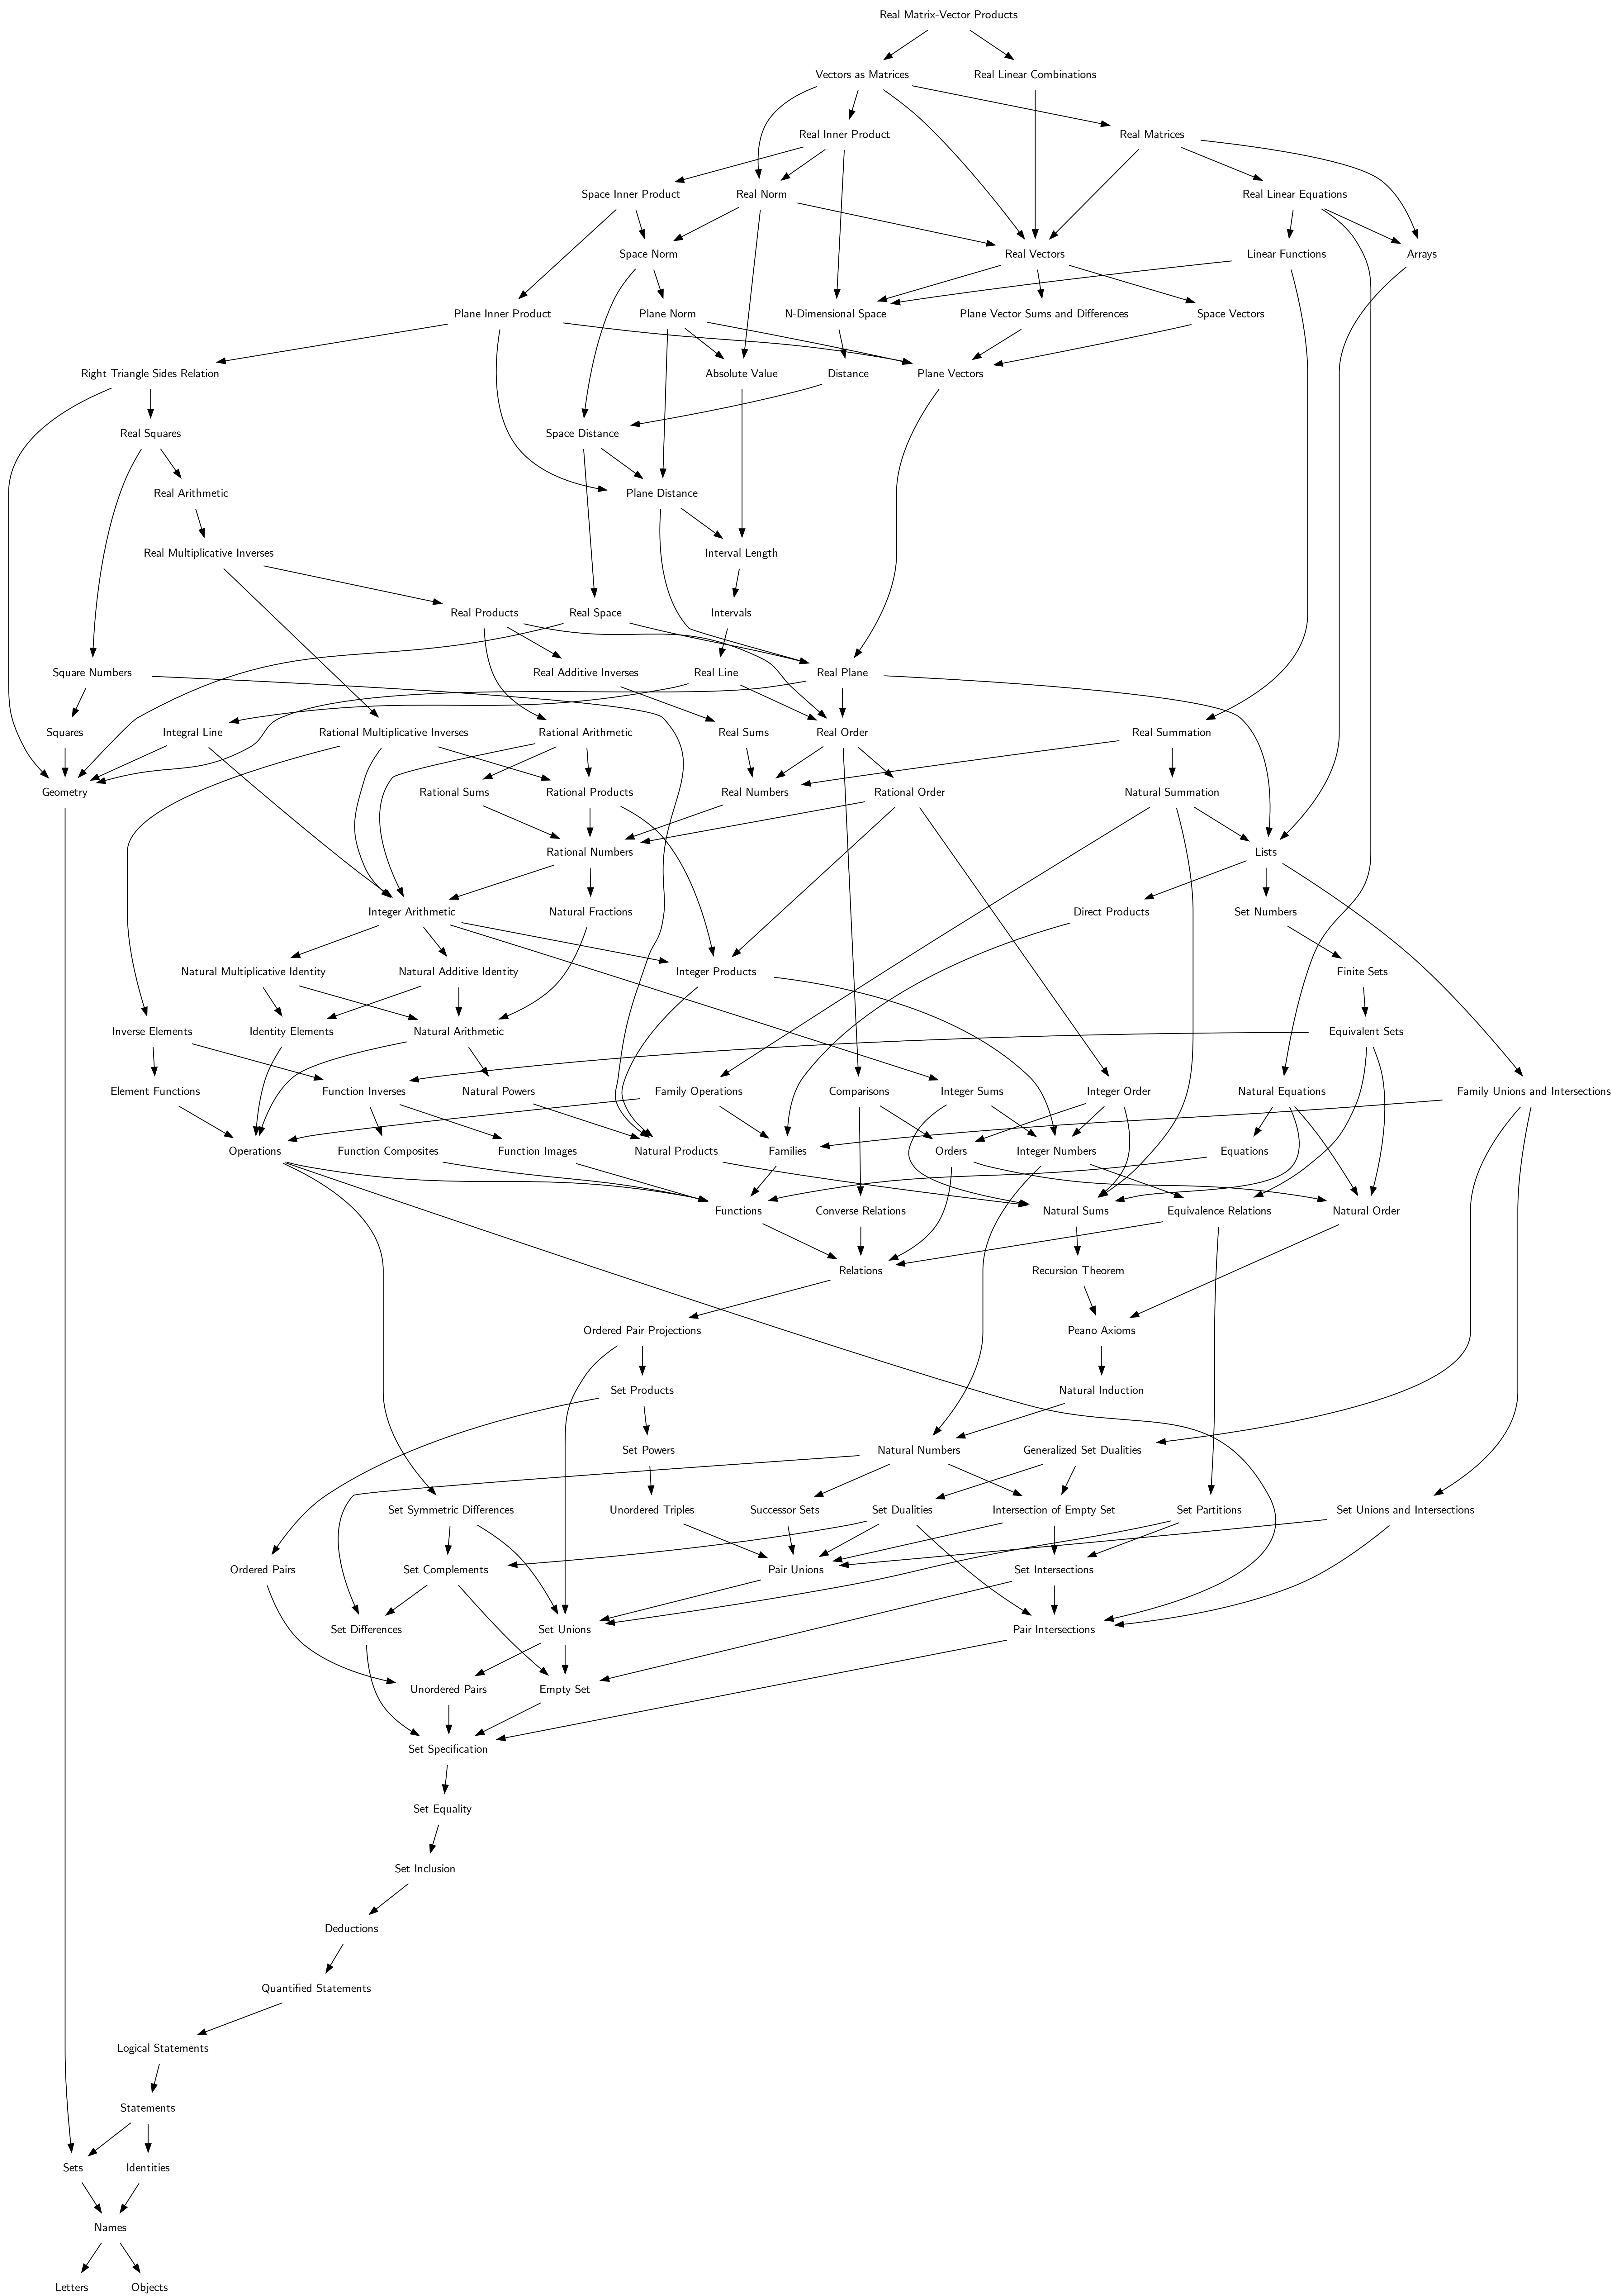 Real Matrix-Vector Products
Vectors as Matrices
Real Linear Combinations
Real Inner Product
Real Matrices
Space Inner Product
Real Norm
Real Linear Equations
Space Norm
Real Vectors
Linear Functions
Arrays
Plane Inner Product
Plane Norm
N-Dimensional Space
Plane Vector Sums and Differences
Space Vectors
Right Triangle Sides Relation
Absolute Value
Distance
Plane Vectors
Real Squares
Space Distance
Real Arithmetic
Plane Distance
Real Multiplicative Inverses
Interval Length
Real Products
Real Space
Intervals
Square Numbers
Real Additive Inverses
Real Line
Real Plane
Squares
Integral Line
Rational Multiplicative Inverses
Rational Arithmetic
Real Sums
Real Order
Real Summation
Geometry
Rational Sums
Rational Products
Real Numbers
Rational Order
Natural Summation
Rational Numbers
Lists
Integer Arithmetic
Natural Fractions
Direct Products
Set Numbers
Natural Multiplicative Identity
Natural Additive Identity
Integer Products
Finite Sets
Inverse Elements
Identity Elements
Natural Arithmetic
Equivalent Sets
Element Functions
Function Inverses
Natural Powers
Family Operations
Comparisons
Integer Sums
Integer Order
Natural Equations
Family Unions and Intersections
Operations
Function Composites
Function Images
Natural Products
Families
Orders
Integer Numbers
Equations
Functions
Converse Relations
Natural Sums
Equivalence Relations
Natural Order
Relations
Recursion Theorem
Ordered Pair Projections
Peano Axioms
Set Products
Natural Induction
Set Powers
Natural Numbers
Generalized Set Dualities
Set Symmetric Differences
Unordered Triples
Successor Sets
Set Dualities
Intersection of Empty Set
Set Partitions
Set Unions and Intersections
Ordered Pairs
Set Complements
Pair Unions
Set Intersections
Set Differences
Set Unions
Pair Intersections
Unordered Pairs
Empty Set
Set Specification
Set Equality
Set Inclusion
Deductions
Quantified Statements
Logical Statements
Statements
Sets
Identities
Names
Letters
Objects